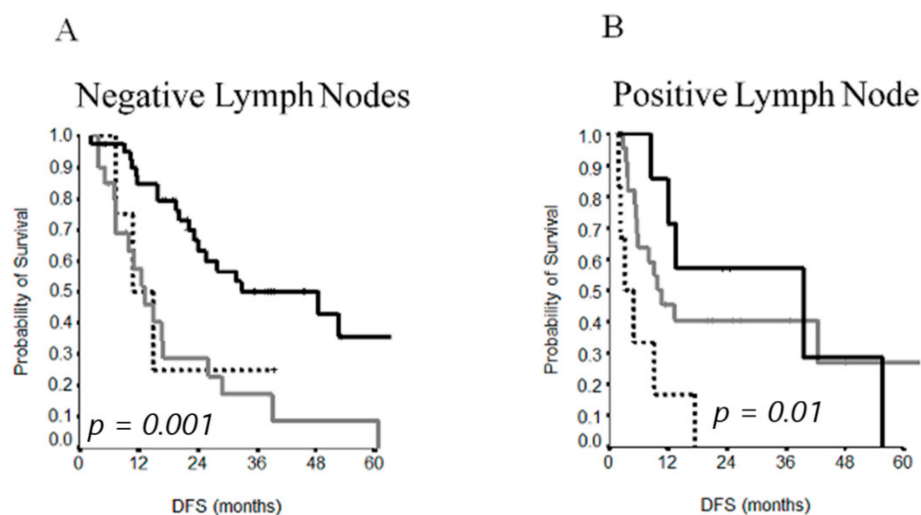 A
Negative Lymph Nodes
1.0
0.9
0.8
0.7
0.6
0.5
0.4
0.3
0.2
0.1
0.0
Probability of Survival
p = 0.001
0 12 24 36 48 60
DFS (months)
B
Positive Lymph Node
1.0
0.9
0.8
0.7
0.6
0.5
0.4
0.3
0.2
0.1
0.0
Probability of Survival
p = 0.01
0 12 24 36 48 60
DFS (months)